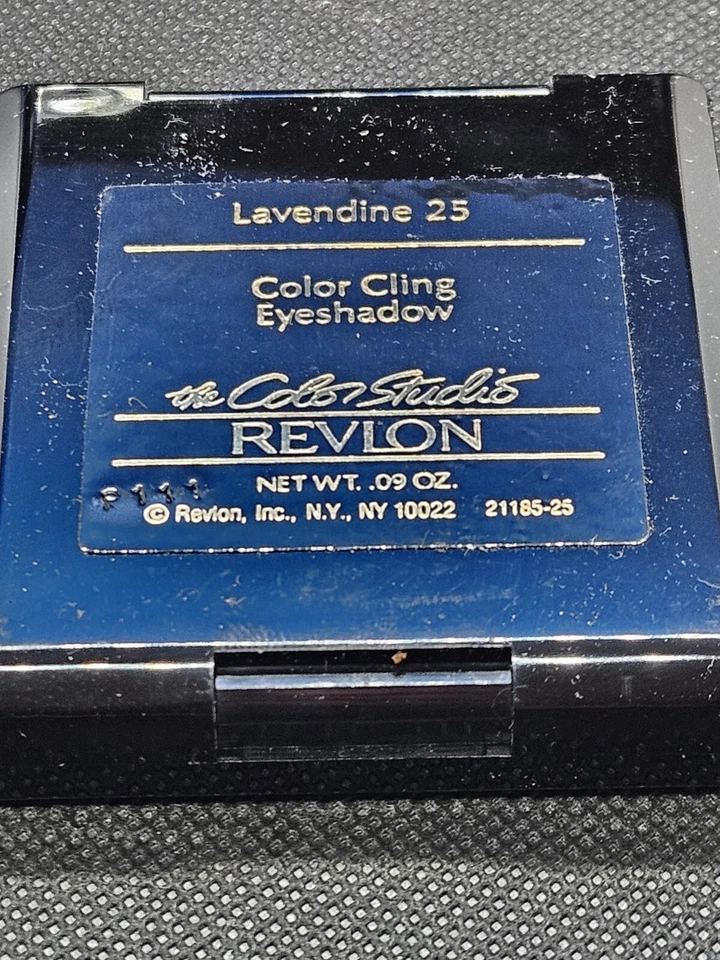 Lavendine 25
Color Cling
Eyeshadow
the Color Studio
REVLON
NET WT. .09 OZ.
© Revlon, Inc., N.Y., NY 10022 21185-25